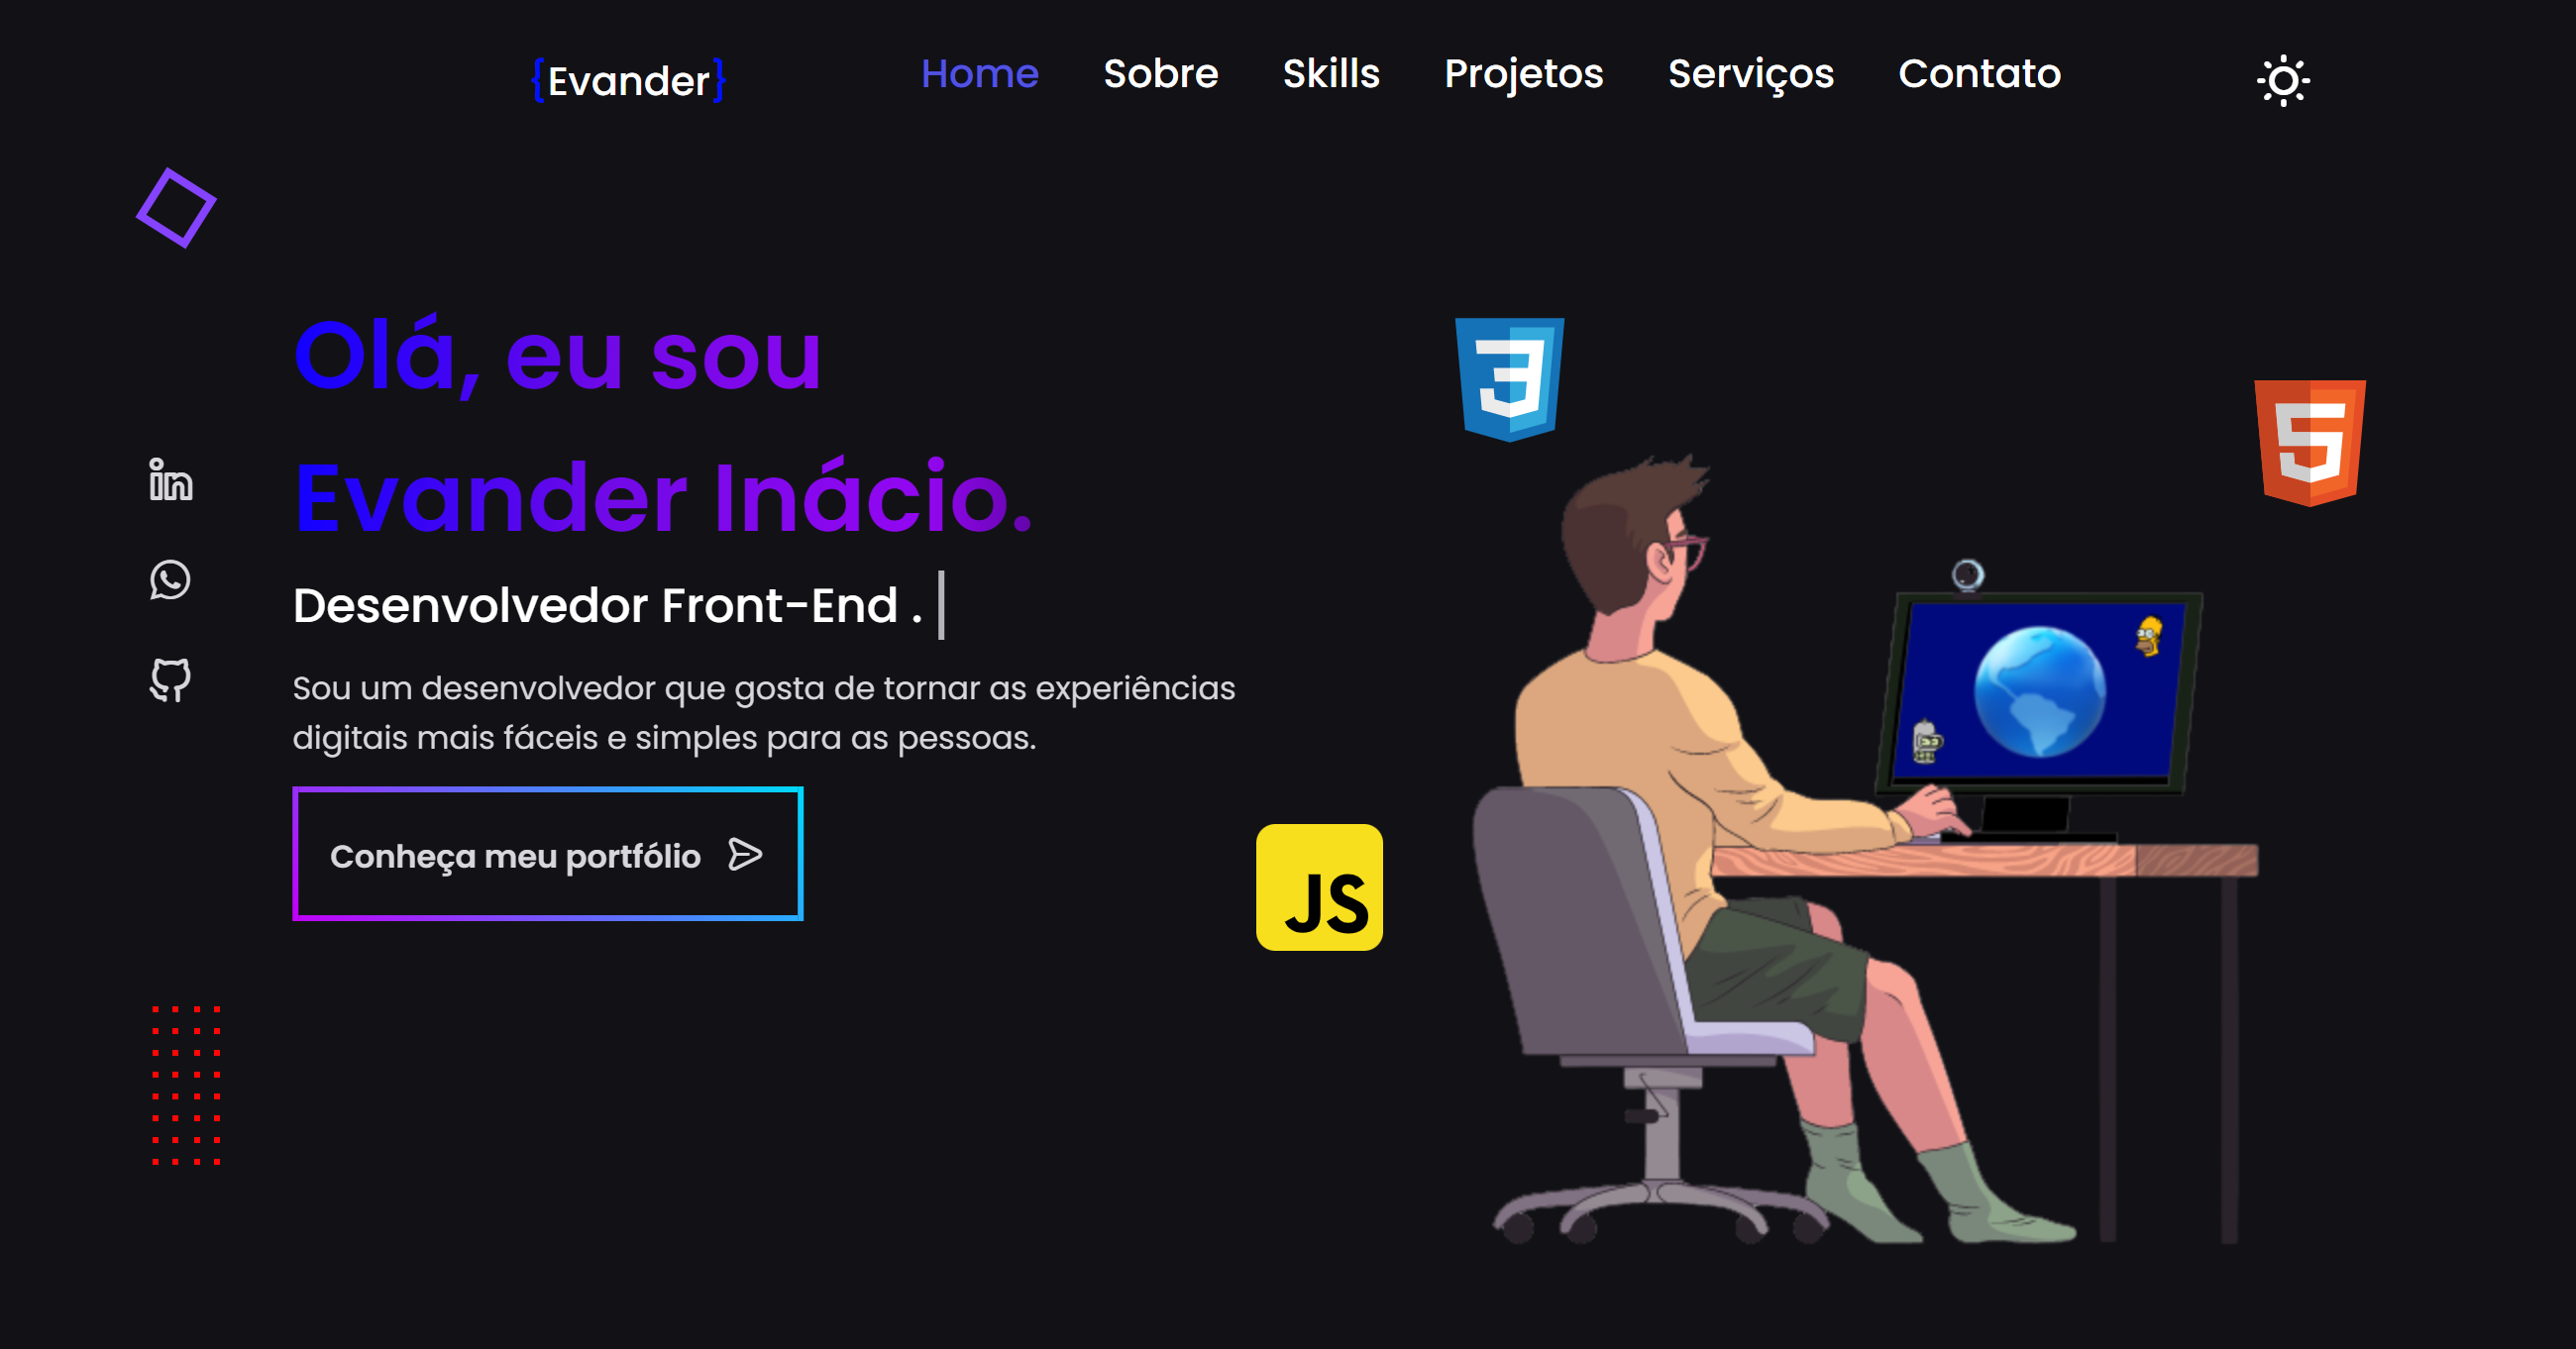 {Evander}
Home Sobre Skills Projetos Serviços Contato
Olá, eu sou
Evander Inácio.
Desenvolvedor Front-End .
Sou um desenvolvedor que gosta de tornar as experiências
digitais mais fáceis e simples para as pessoas.
Conheça meu portfólio
3
5
JS
in